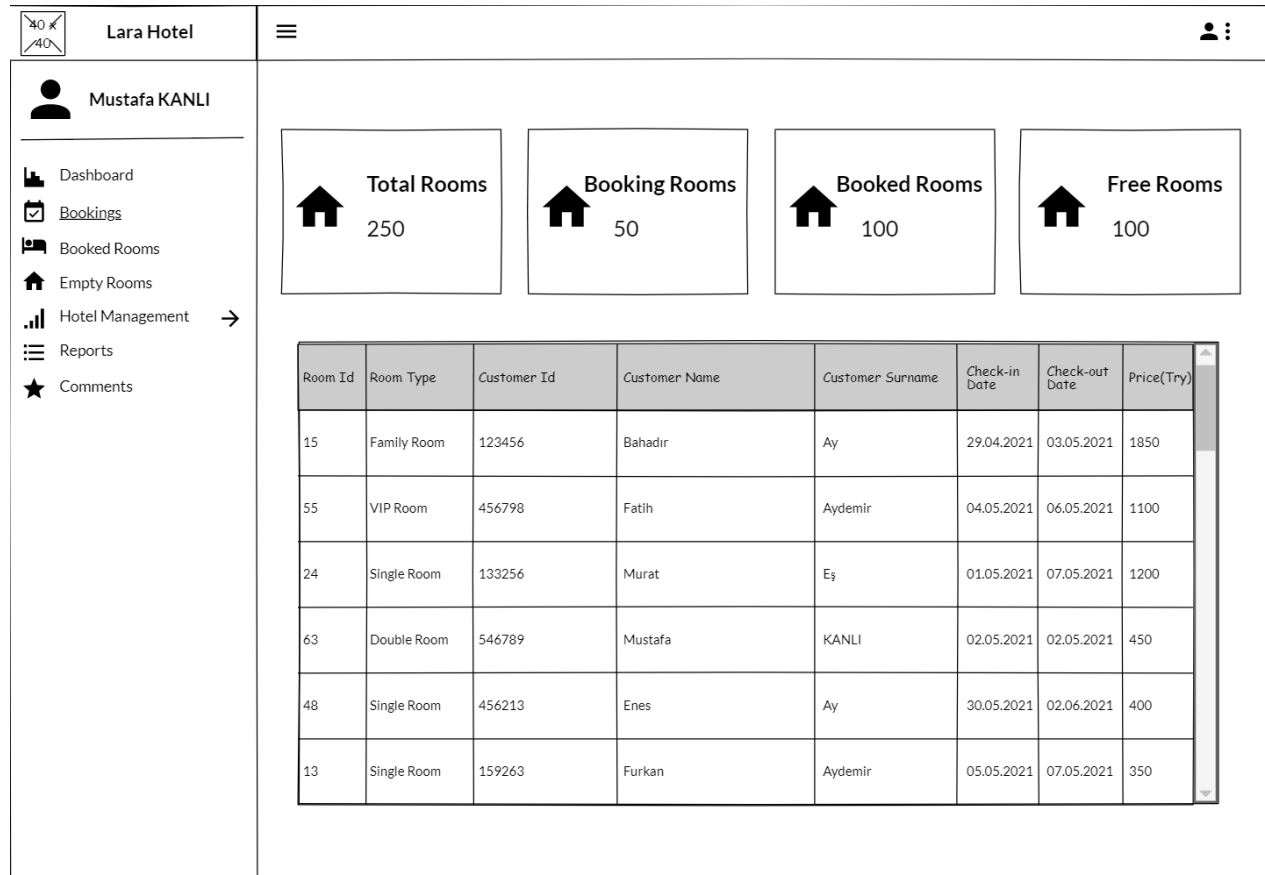 40 x
40
Lara Hotel
Mustafa KANLI
Dashboard
Bookings
Booked Rooms
Empty Rooms
Hotel Management
Reports
Comments
Total Rooms
250
Booking Rooms
50
Booked Rooms
100
Free Rooms
100
Room Id Room Type Customer Id Customer Name Customer Surname Check-in Date Check-out Date Price(Try)
15 Family Room 123456 Bahadır Ay 29.04.2021 03.05.2021 1850
55 VIP Room 456798 Fatih Aydemir 04.05.2021 06.05.2021 1100
24 Single Room 133256 Murat Eş 01.05.2021 07.05.2021 1200
63 Double Room 546789 Mustafa KANLI 02.05.2021 02.05.2021 450
48 Single Room 456213 Enes Ay 30.05.2021 02.06.2021 400
13 Single Room 159263 Furkan Aydemir 05.05.2021 07.05.2021 350